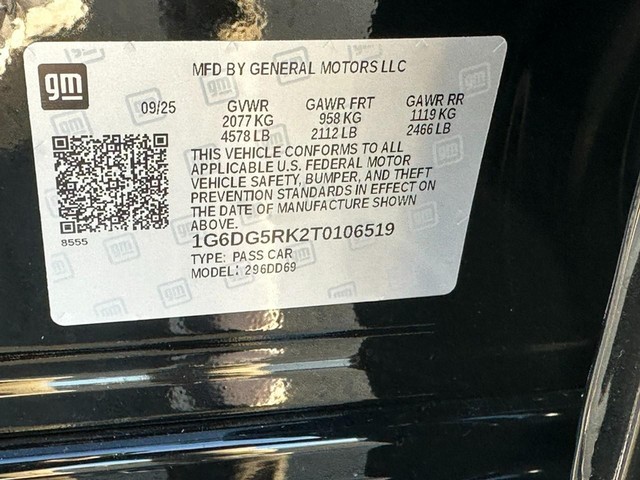 gm
MFD BY GENERAL MOTORS LLC
09/25 GVWR GAWR FRT GAWR RR
2077 KG 958 KG 1119 KG
4578 LB 2112 LB 2466 LB
THIS VEHICLE CONFORMS TO ALL
APPLICABLE U.S. FEDERAL MOTOR
VEHICLE SAFETY, BUMPER, AND THEFT
PREVENTION STANDARDS IN EFFECT ON
THE DATE OF MANUFACTURE SHOWN
ABOVE.
8555
1G6DG5RK2T0106519
TYPE: PASS CAR
MODEL: 296DD69